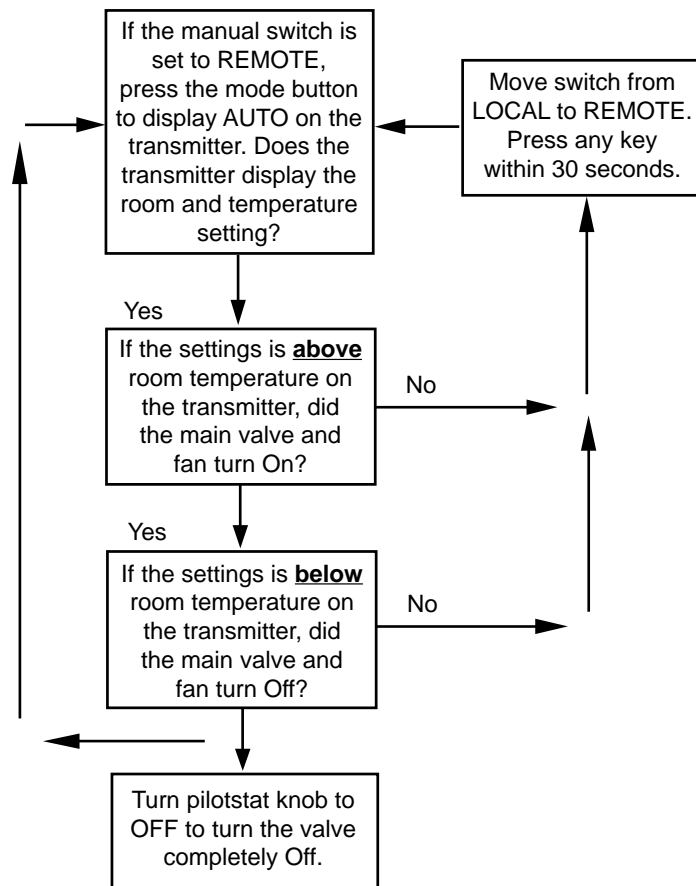 If the manual switch is
set to REMOTE,
press the mode button
to display AUTO on the
transmitter. Does the
transmitter display the
room and temperature
setting?
Move switch from
LOCAL to REMOTE.
Press any key
within 30 seconds.
Yes
If the settings is above
room temperature on
the transmitter, did
the main valve and
fan turn On?
No
Yes
If the settings is below
room temperature on
the transmitter, did
the main valve and
fan turn Off?
No
Turn pilotstat knob to
OFF to turn the valve
completely Off.